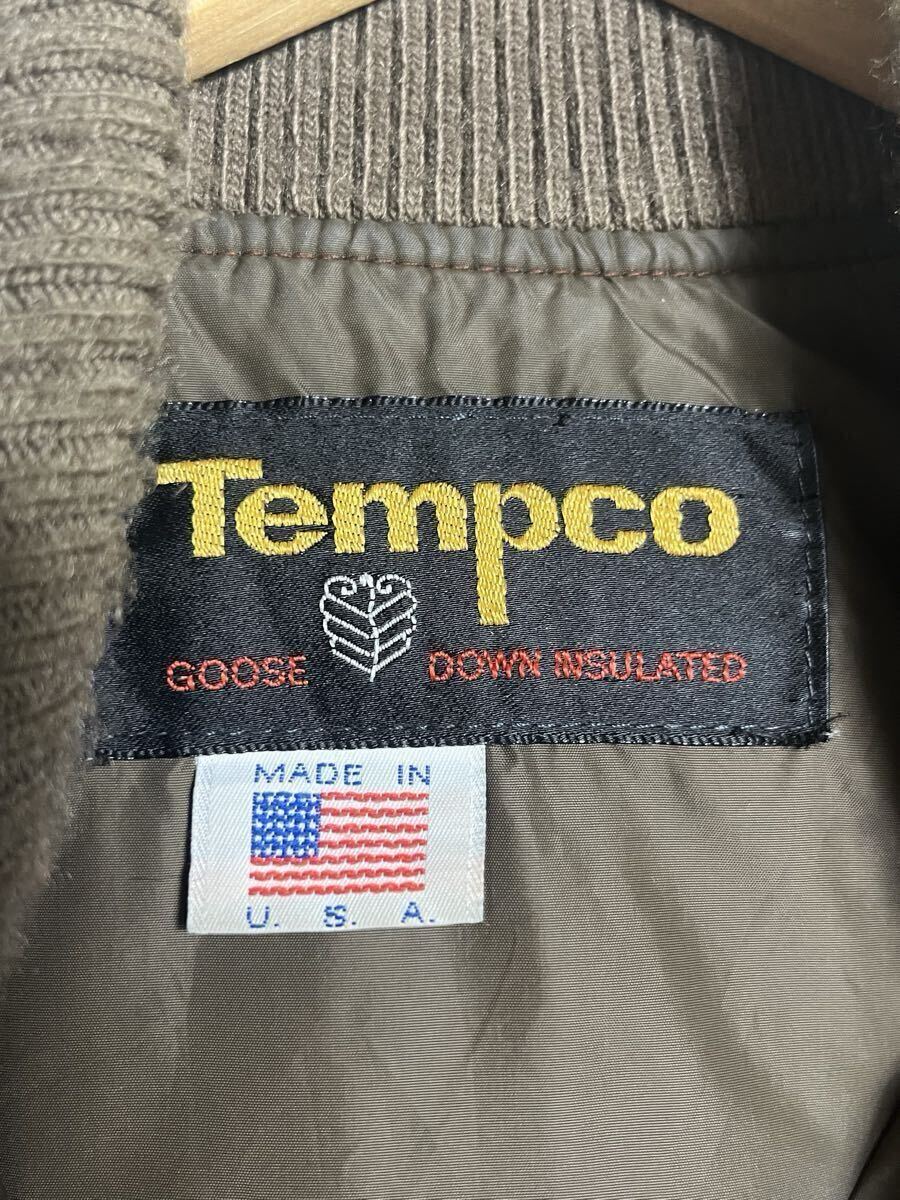 Tempco
GOOSE DOWN INSULATED
MADE IN
U. S. A.